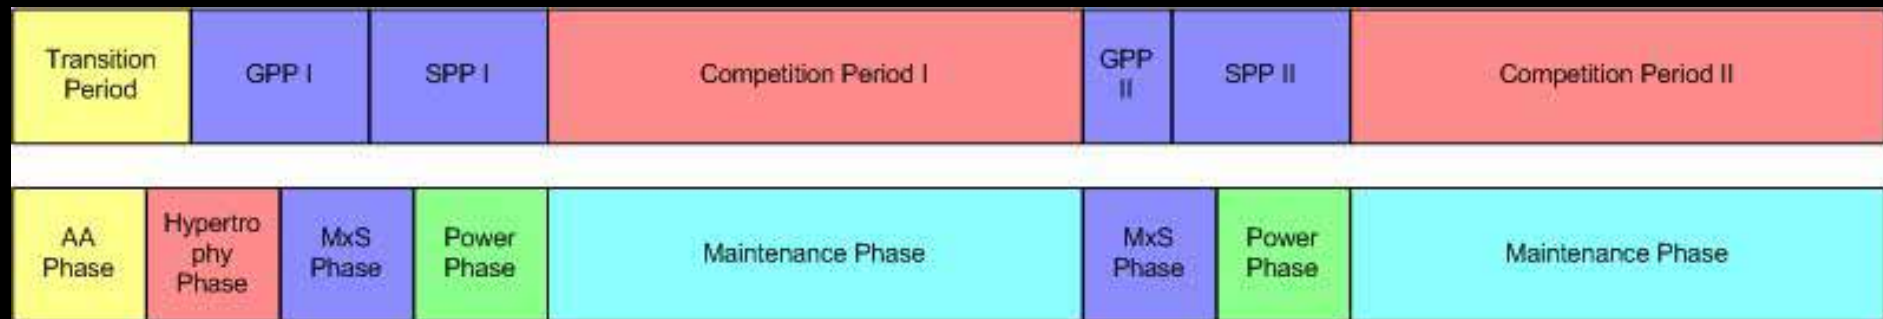 Transition
Period
GPP I
SPP I
Competition Period I
GPP
II
SPP II
Competition Period II
AA
Phase
Hypertro
phy
Phase
MxS
Phase
Power
Phase
Maintenance Phase
MxS
Phase
Power
Phase
Maintenance Phase